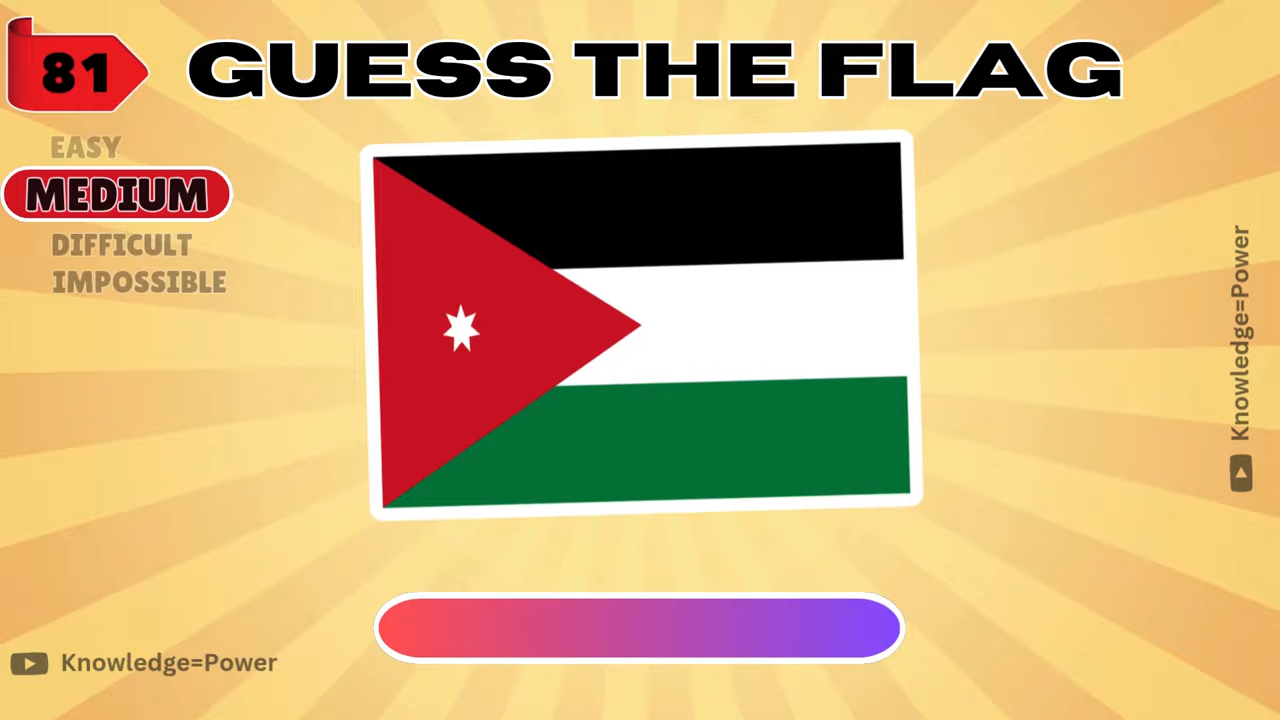 81
GUESS THE FLAG
EASY
MEDIUM
DIFFICULT
IMPOSSIBLE
Knowledge=Power
Knowledge=Power